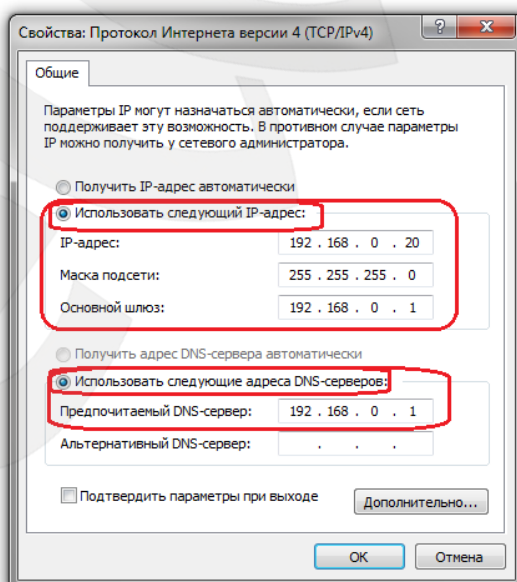 Свойства: Протокол Интернета версии 4 (TCP/IPv4)
Общие
Параметры IP могут назначаться автоматически, если сеть
поддерживает эту возможность. В противном случае параметры
IP можно получить у сетевого администратора.
Получить IP-адрес автоматически
Использовать следующий IP-адрес:
IP-адрес: 192 . 168 . 0 . 20
Маска подсети: 255 . 255 . 255 . 0
Основной шлюз: 192 . 168 . 0 . 1
Получить адрес DNS-сервера автоматически
Использовать следующие адреса DNS-серверов:
Предпочитаемый DNS-сервер: 192 . 168 . 0 . 1
Альтернативный DNS-сервер: . . .
Подтвердить параметры при выходе
Дополнительно...
OK Отмена